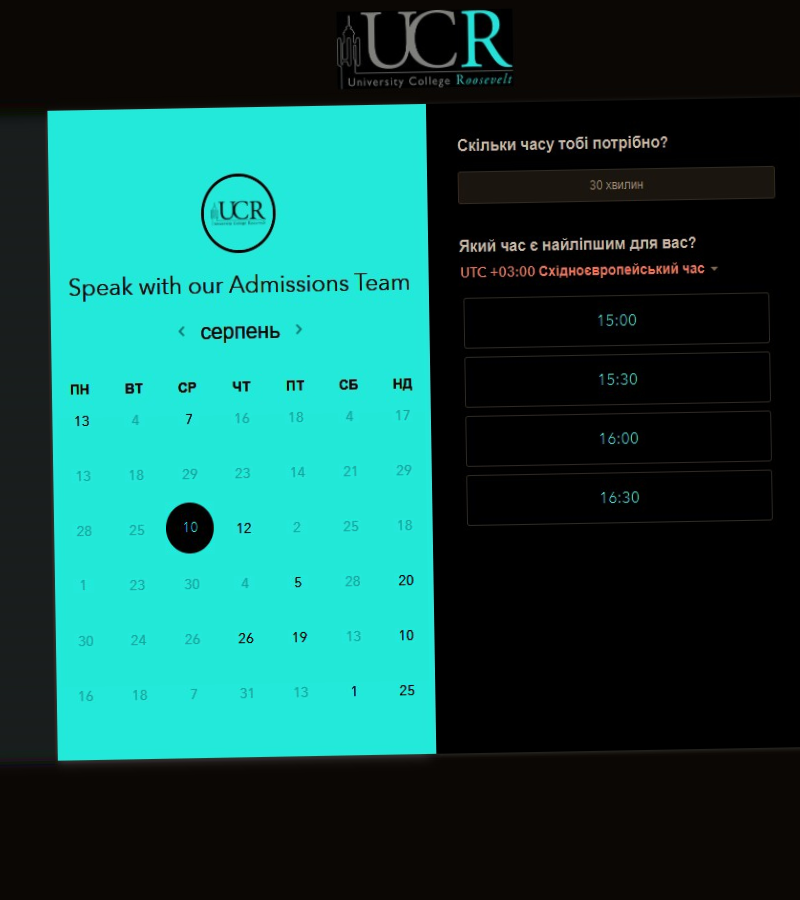 UCR
University College Roosevelt
UCR
University College Roosevelt
Speak with our Admissions Team
серпень
ПН ВТ СР ЧТ ПТ СБ НД
13 4 7 16 18 4 17
13 18 29 23 14 21 29
28 25 10 12 2 25 18
1 23 30 4 5 28 20
30 24 26 26 19 13 10
16 18 7 31 13 1 25
Скільки часу тобі потрібно?
30 хвилин
Який час є найліпшим для вас?
UTC +03:00 Східноєвропейський час
15:00
15:30
16:00
16:30